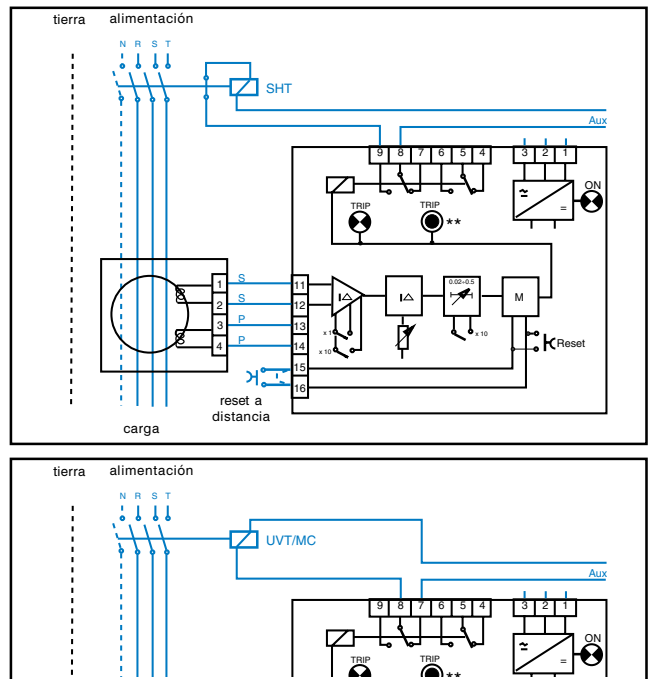 tierra alimentación
N R S T
SHT
Aux
9 8 7 6 5 4 3 2 1
ON
≃
=
TRIP TRIP
**
0.02÷0.5
1 S 11
I△ I△ M
2 S 12
3 P 13
x 1 x 10
4 P 14
x 10
Reset
15
16
reset a
distancia
carga
tierra alimentación
N R S T
UVT/MC
Aux
9 8 7 6 5 4 3 2 1
ON
≃
=
TRIP TRIP
**